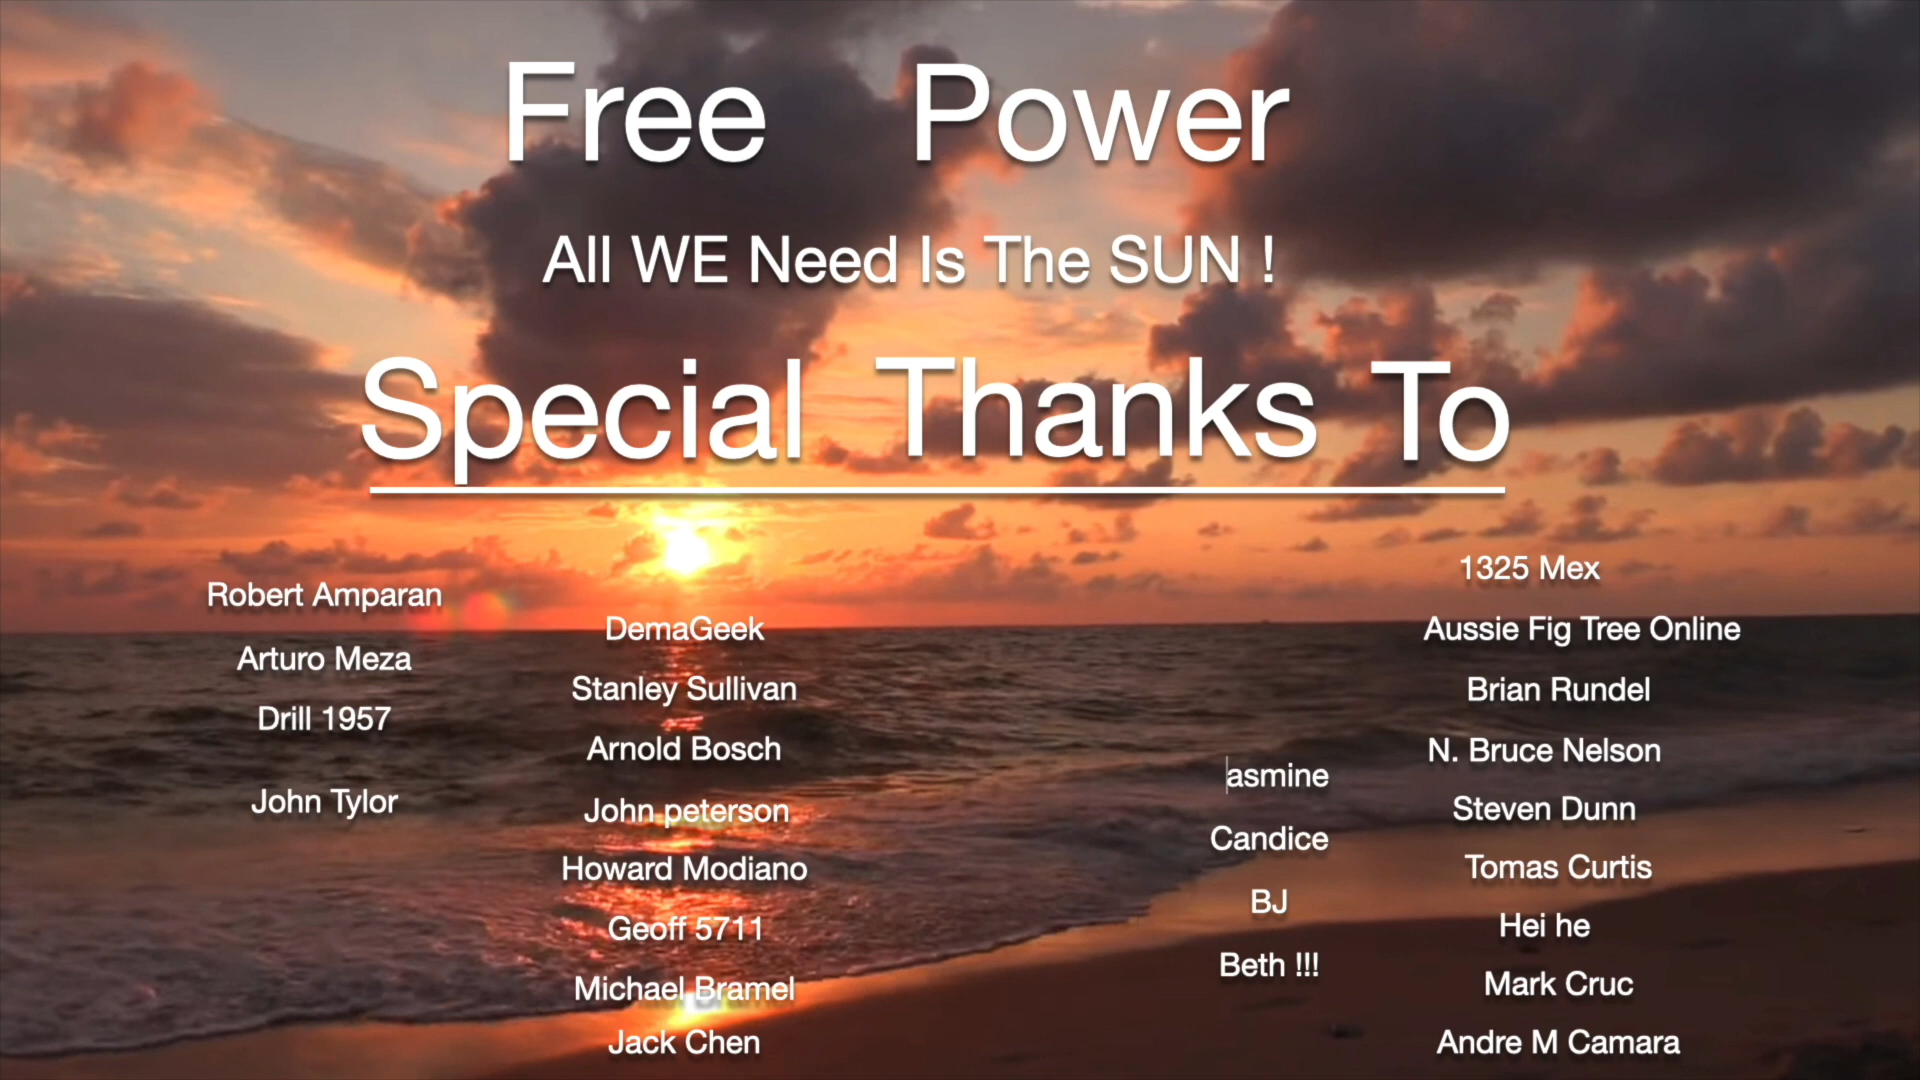 Free Power
All WE Need Is The SUN !
Special Thanks To
Robert Amparan
Arturo Meza
Drill 1957
John Tylor
DemaGeek
Stanley Sullivan
Arnold Bosch
John peterson
Howard Modiano
Geoff 5711
Michael Bramel
Jack Chen
asmine
Candice
BJ
Beth !!!
1325 Mex
Aussie Fig Tree Online
Brian Rundel
N. Bruce Nelson
Steven Dunn
Tomas Curtis
Hei he
Mark Cruc
Andre M Camara